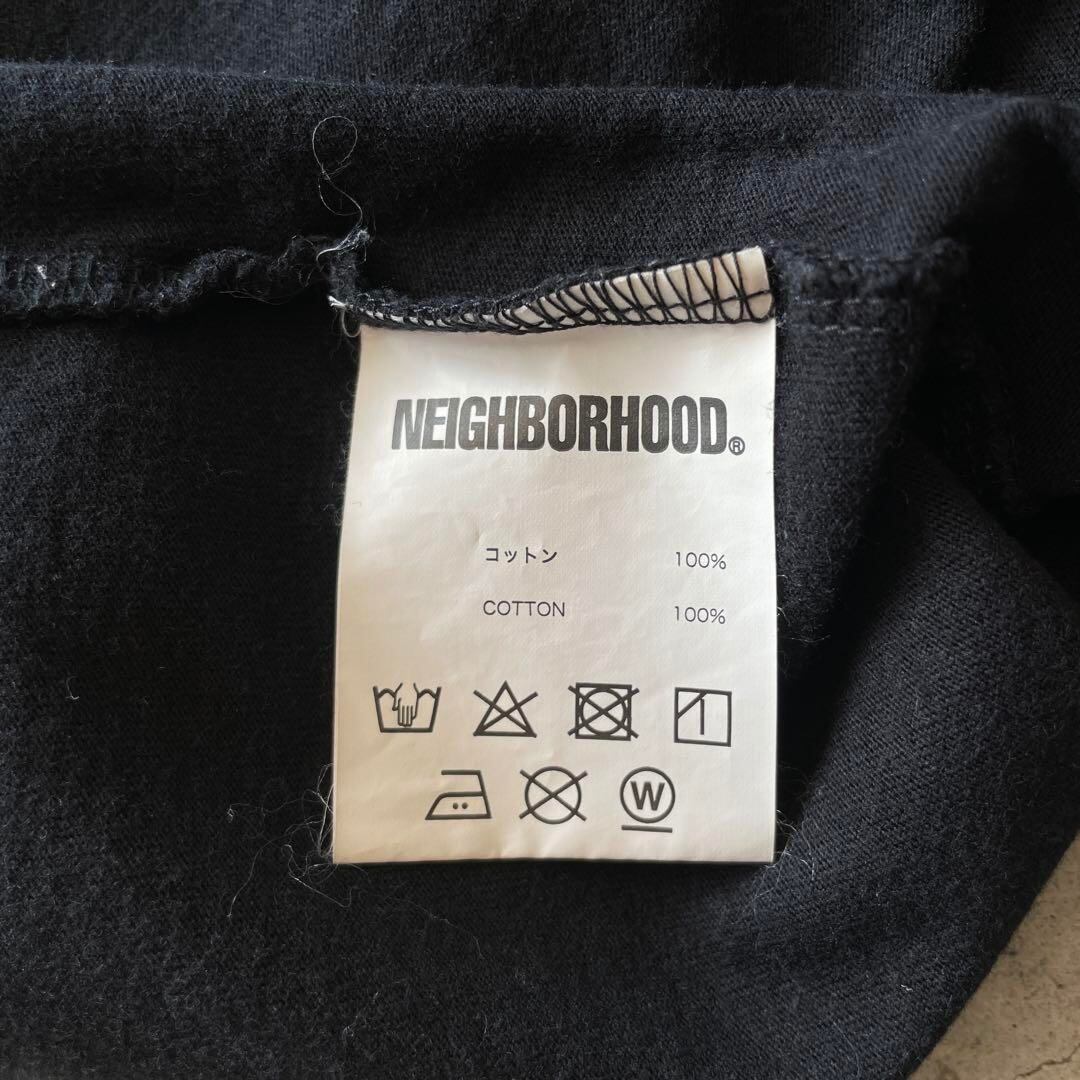 NEIGHBORHOOD®
コットン 100%
COTTON 100%
W